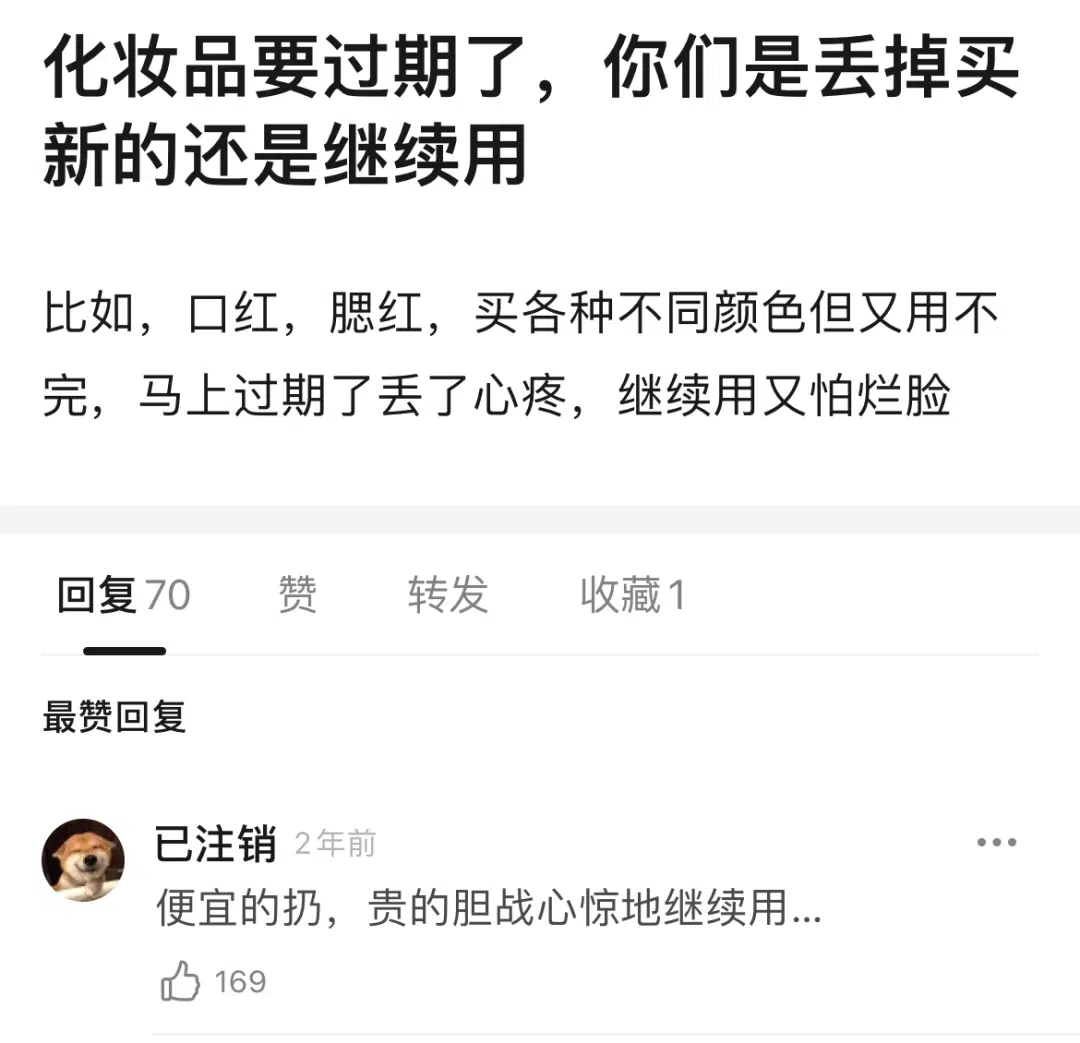 化妆品要过期了，你们是丢掉买
新的还是继续用
比如，口红，腮红，买各种不同颜色但又用不
完，马上过期了丢了心疼，继续用又怕烂脸
回复70 赞 转发 收藏1
最赞回复
已注销 2年前
便宜的扔，贵的胆战心惊地继续用...
169